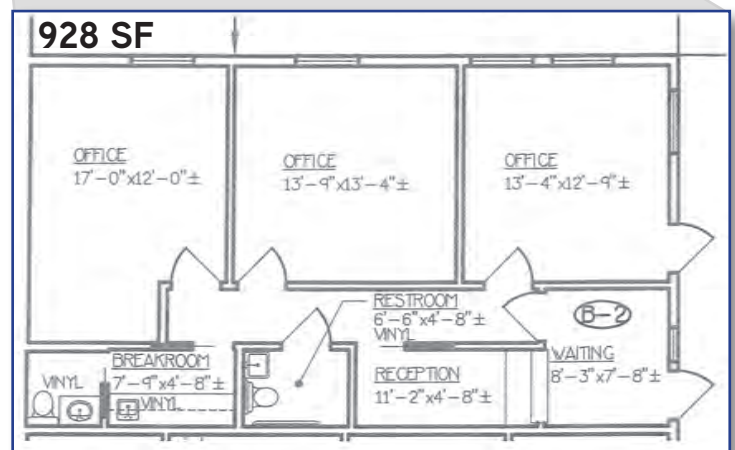 928 SF
OFFICE
17'-0"x12'-0"±
OFFICE
13'-9"x13'-4"±
OFFICE
13'-4"x12'-9"±
RESTROOM
6'-6"x4'-8"±
VINYL
B-2
BREAKROOM
7'-9"x4'-8"±
VINYL
VINYL
RECEPTION
11'-2"x4'-8"±
WAITING
8'-3"x7'-8"±